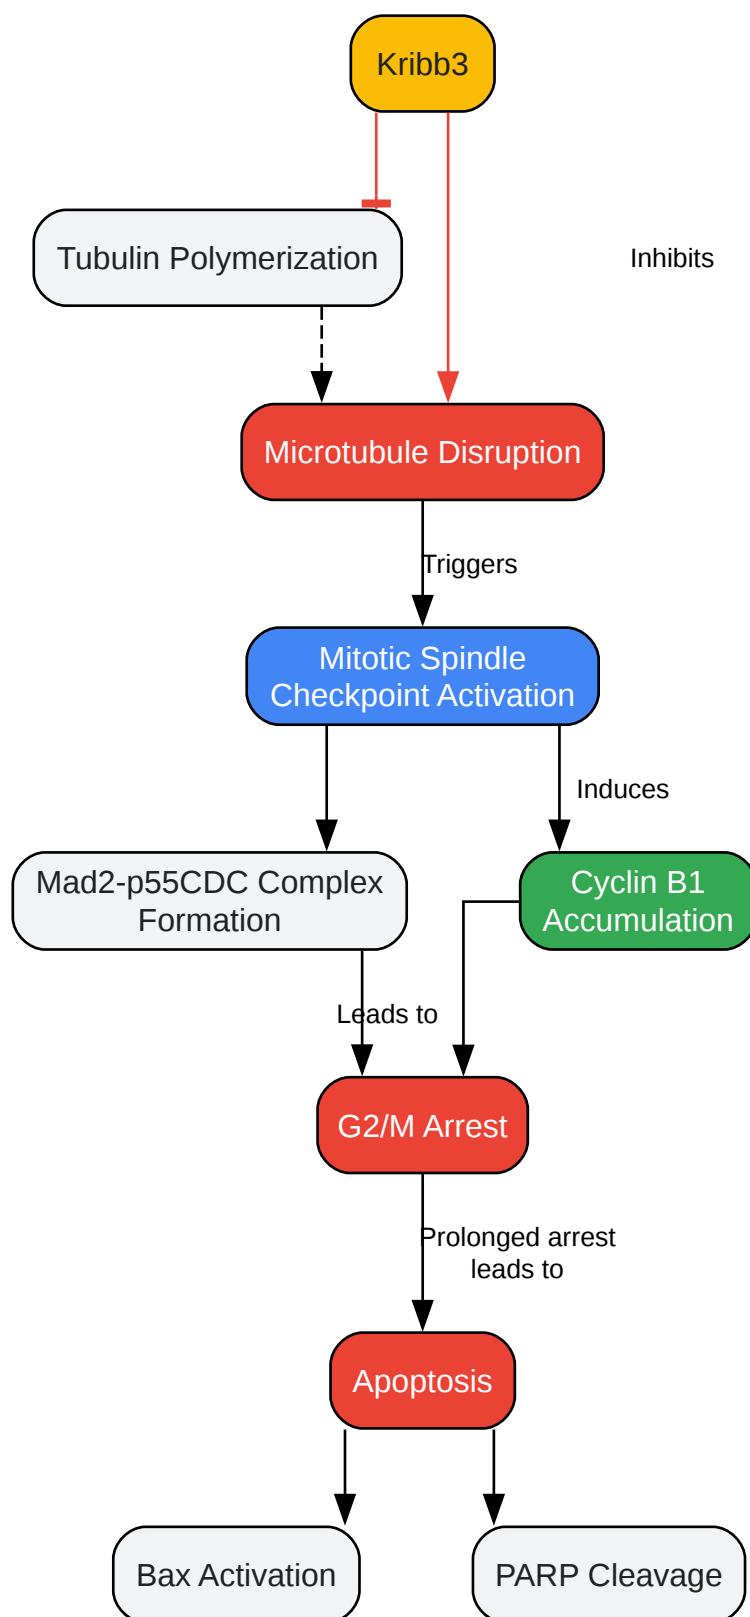 Kribb3
Tubulin Polymerization
Inhibits
Microtubule Disruption
Triggers
Mitotic Spindle
Checkpoint Activation
Induces
Mad2-p55CDC Complex
Formation
Cyclin B1
Accumulation
Leads to
G2/M Arrest
Prolonged arrest
leads to
Apoptosis
Bax Activation
PARP Cleavage